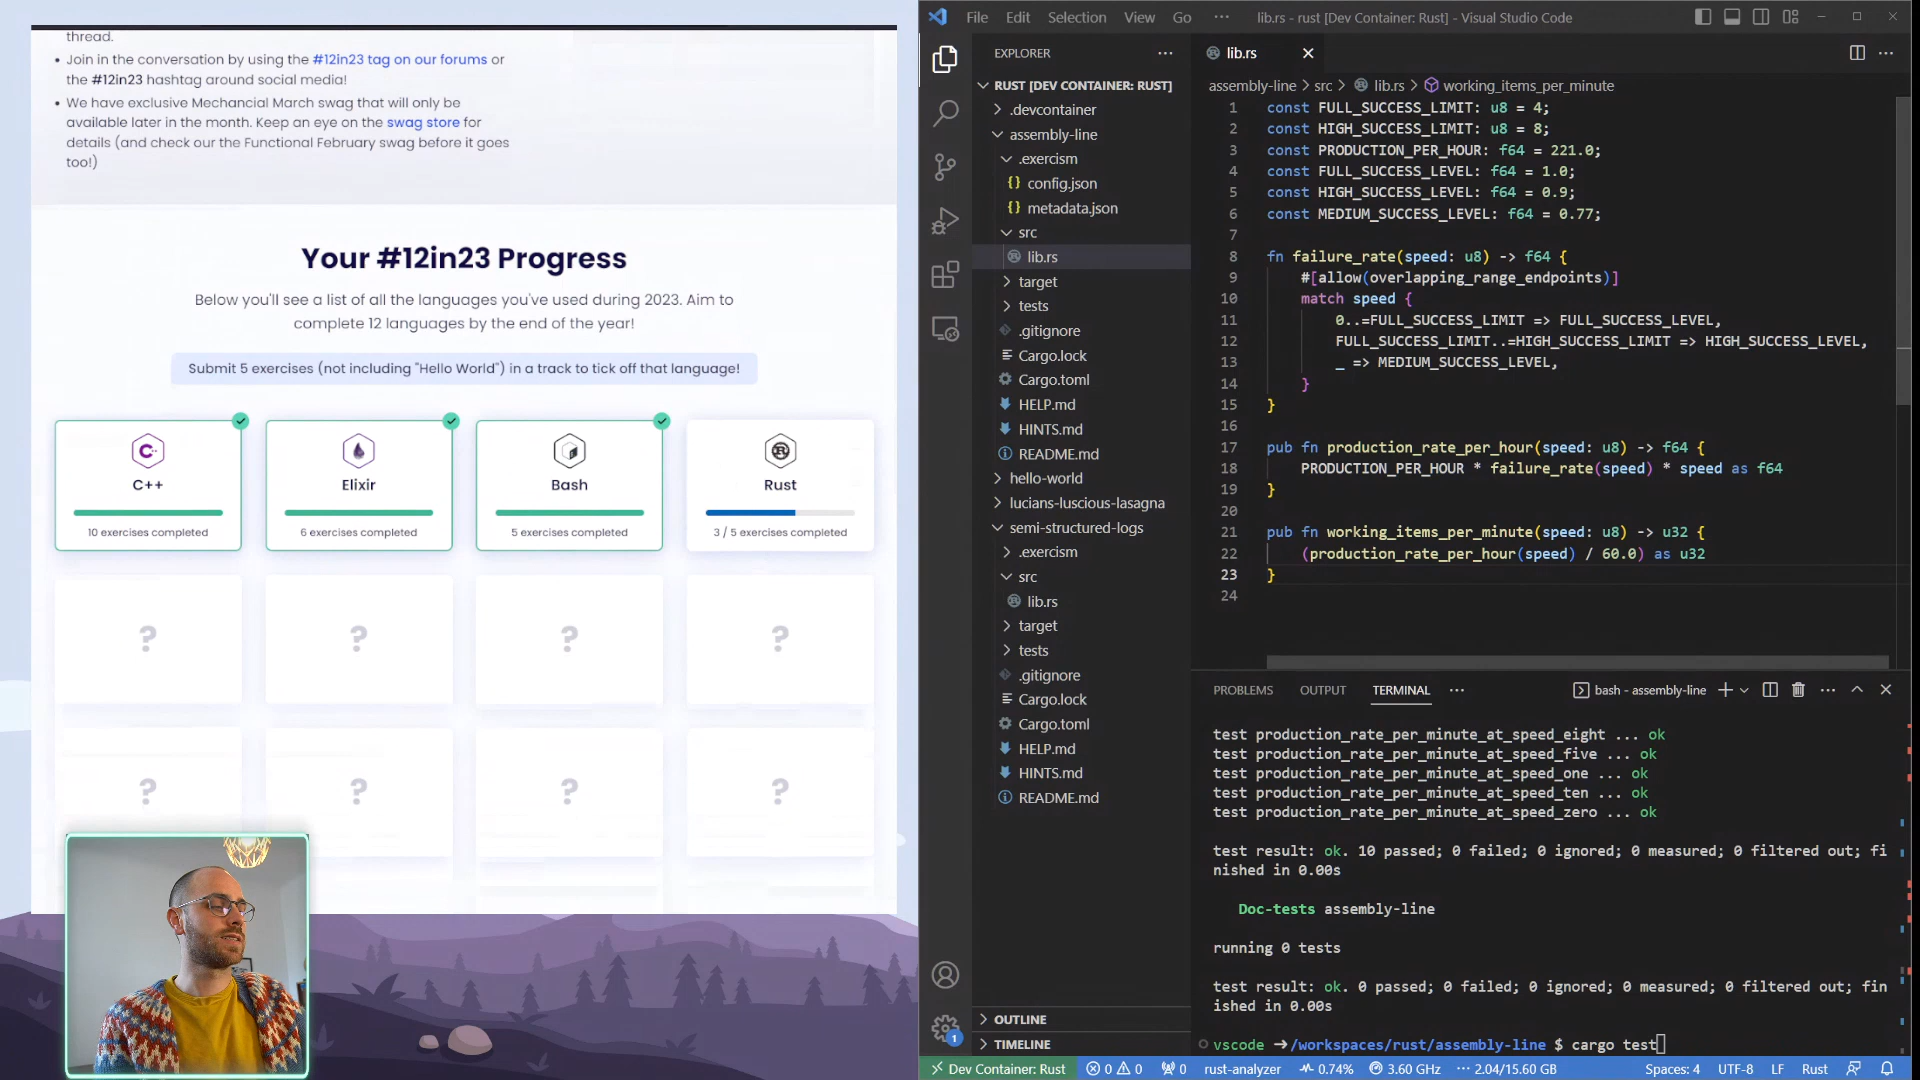 thread.
• Join in the conversation by using the #12in23 tag on our forums or
the #12in23 hashtag around social media!
• We have exclusive Mechancial March swag that will only be
available later in the month. Keep an eye on the swag store for
details (and check our the Functional February swag before it goes
too!)
Your #12in23 Progress
Below you'll see a list of all the languages you've used during 2023. Aim to
complete 12 languages by the end of the year!
Submit 5 exercises (not including "Hello World") in a track to tick off that language!
C++
10 exercises completed
Elixir
6 exercises completed
Bash
5 exercises completed
Rust
3 / 5 exercises completed
? ? ? ?
? ? ? ?
File Edit Selection View Go ··· lib.rs - rust [Dev Container: Rust] - Visual Studio Code
EXPLORER ···
RUST [DEV CONTAINER: RUST]
.devcontainer
assembly-line
.exercism
{} config.json
{} metadata.json
src
lib.rs
target
tests
.gitignore
Cargo.lock
Cargo.toml
HELP.md
HINTS.md
README.md
hello-world
lucians-luscious-lasagna
semi-structured-logs
.exercism
src
lib.rs
target
tests
.gitignore
Cargo.lock
Cargo.toml
HELP.md
HINTS.md
README.md
OUTLINE
TIMELINE
1
lib.rs
assembly-line > src > lib.rs > working_items_per_minute
1 const FULL_SUCCESS_LIMIT: u8 = 4;
2 const HIGH_SUCCESS_LIMIT: u8 = 8;
3 const PRODUCTION_PER_HOUR: f64 = 221.0;
4 const FULL_SUCCESS_LEVEL: f64 = 1.0;
5 const HIGH_SUCCESS_LEVEL: f64 = 0.9;
6 const MEDIUM_SUCCESS_LEVEL: f64 = 0.77;
7
8 fn failure_rate(speed: u8) -> f64 {
9 #[allow(overlapping_range_endpoints)]
10 match speed {
11 0..=FULL_SUCCESS_LIMIT => FULL_SUCCESS_LEVEL,
12 FULL_SUCCESS_LIMIT..=HIGH_SUCCESS_LIMIT => HIGH_SUCCESS_LEVEL,
13 _ => MEDIUM_SUCCESS_LEVEL,
14 }
15 }
16
17 pub fn production_rate_per_hour(speed: u8) -> f64 {
18 PRODUCTION_PER_HOUR * failure_rate(speed) * speed as f64
19 }
20
21 pub fn working_items_per_minute(speed: u8) -> u32 {
22 (production_rate_per_hour(speed) / 60.0) as u32
23 }
24
PROBLEMS OUTPUT TERMINAL ··· bash - assembly-line
test production_rate_per_minute_at_speed_eight ... ok
test production_rate_per_minute_at_speed_five ... ok
test production_rate_per_minute_at_speed_one ... ok
test production_rate_per_minute_at_speed_ten ... ok
test production_rate_per_minute_at_speed_zero ... ok
test result: ok. 10 passed; 0 failed; 0 ignored; 0 measured; 0 filtered out; fi
nished in 0.00s
Doc-tests assembly-line
running 0 tests
test result: ok. 0 passed; 0 failed; 0 ignored; 0 measured; 0 filtered out; fin
ished in 0.00s
vscode ➜/workspaces/rust/assembly-line $ cargo test
Dev Container: Rust 0 0 0 rust-analyzer 0.74% 3.60 GHz ··· 2.04/15.60 GB Spaces: 4 UTF-8 LF Rust